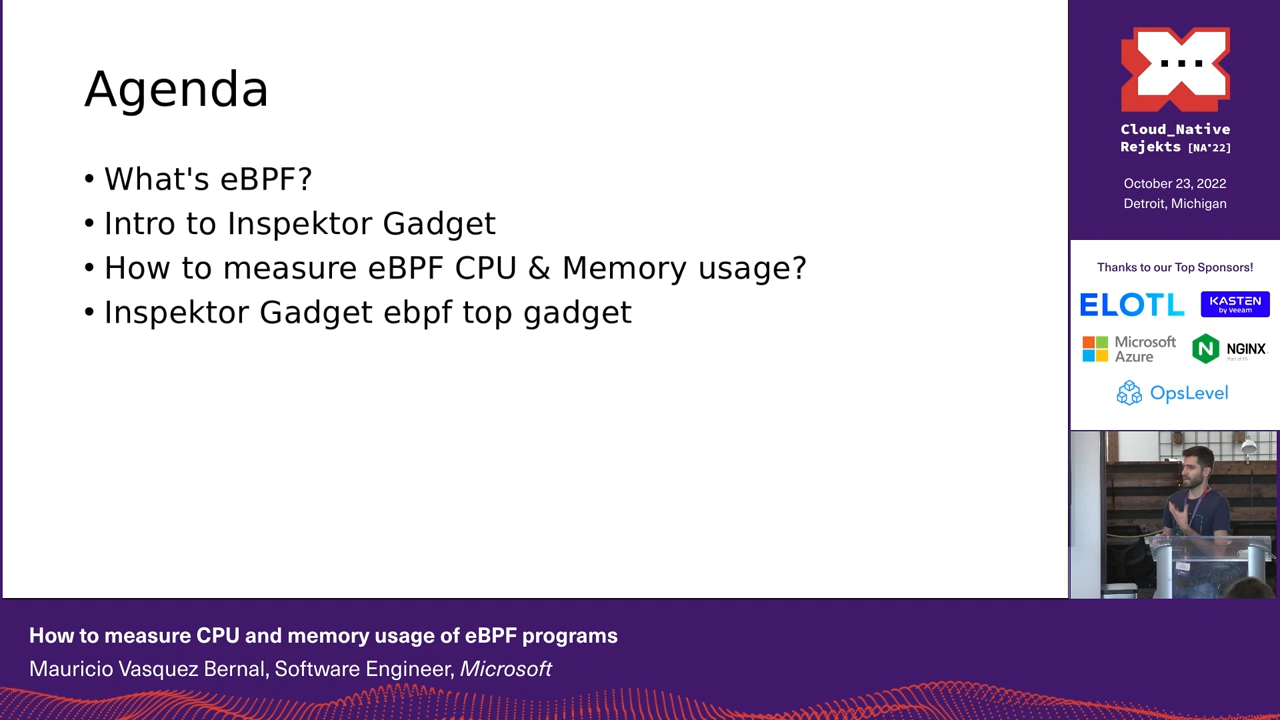 Agenda
• What's eBPF?
• Intro to Inspektor Gadget
• How to measure eBPF CPU & Memory usage?
• Inspektor Gadget ebpf top gadget
Cloud_Native
Rejekts [NA'22]
October 23, 2022
Detroit, Michigan
Thanks to our Top Sponsors!
ELOTL
KASTEN
by Veeam
Microsoft
Azure
N NGINX
Part of F5
OpsLevel
How to measure CPU and memory usage of eBPF programs
Mauricio Vasquez Bernal, Software Engineer, Microsoft